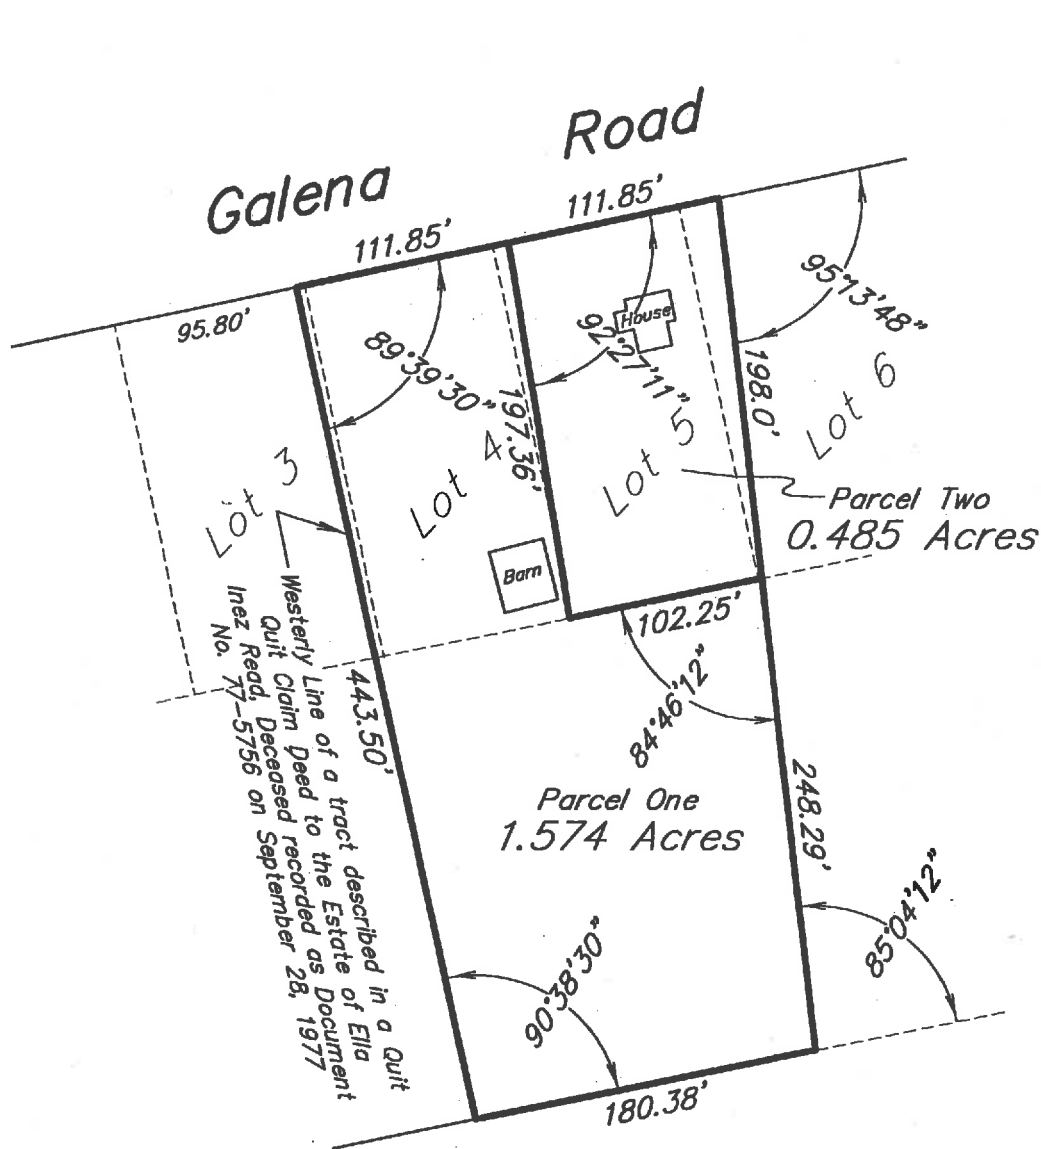 Galena Road
111.85'
111.85'
95.80'
89°39'30"
92°27'11"
House
95°13'48"
197.36'
198.0'
Lot 3
Lot 4
Lot 5
Lot 6
Parcel Two
0.485 Acres
Barn
102.25'
84°46'12"
443.50'
Westerly Line of a tract described in a Quit
Quit Claim Deed to the Estate of Ella
Inez Read, Deceased recorded as Document
No. 77-5756 on September 28, 1977
Parcel One
1.574 Acres
248.29'
85°04'12"
90°38'30"
180.38'